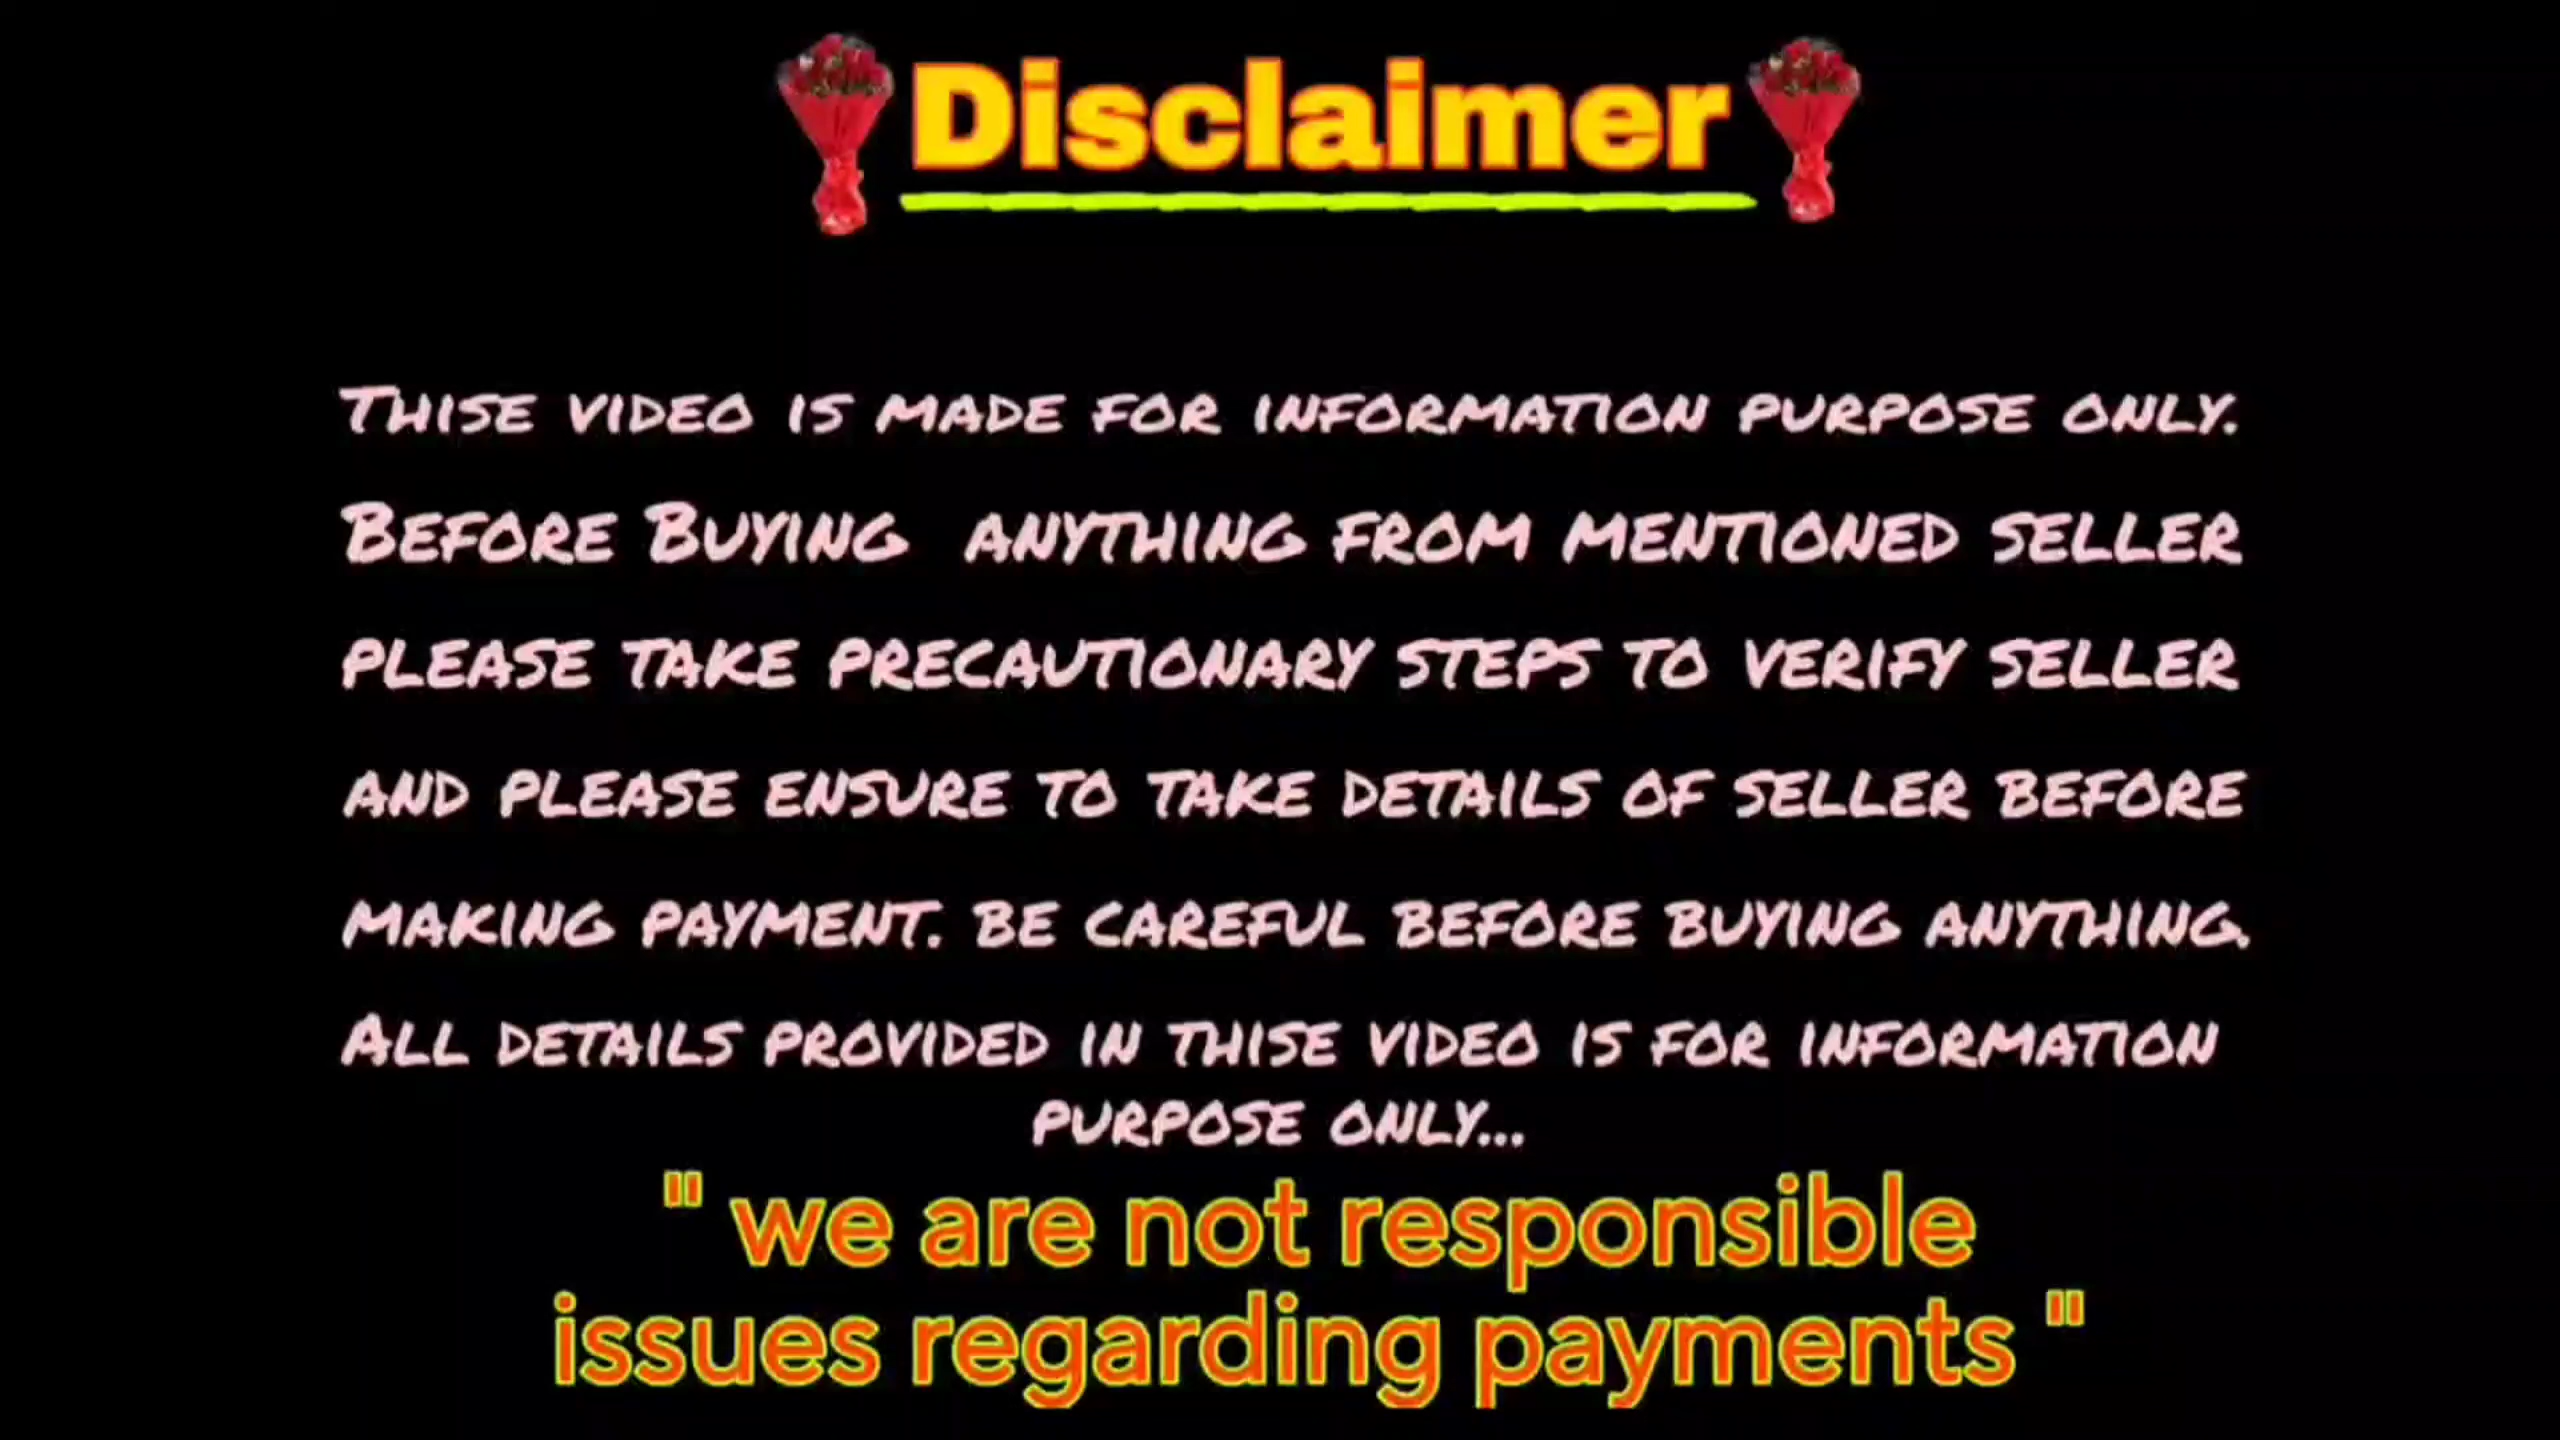 Disclaimer
Thise video is made for information purpose only.
Before Buying anything from mentioned seller
please take precautionary steps to verify seller
and please ensure to take details of seller before
making payment. be careful before buying anything.
All details provided in thise video is for information
purpose only...
" we are not responsible
issues regarding payments "